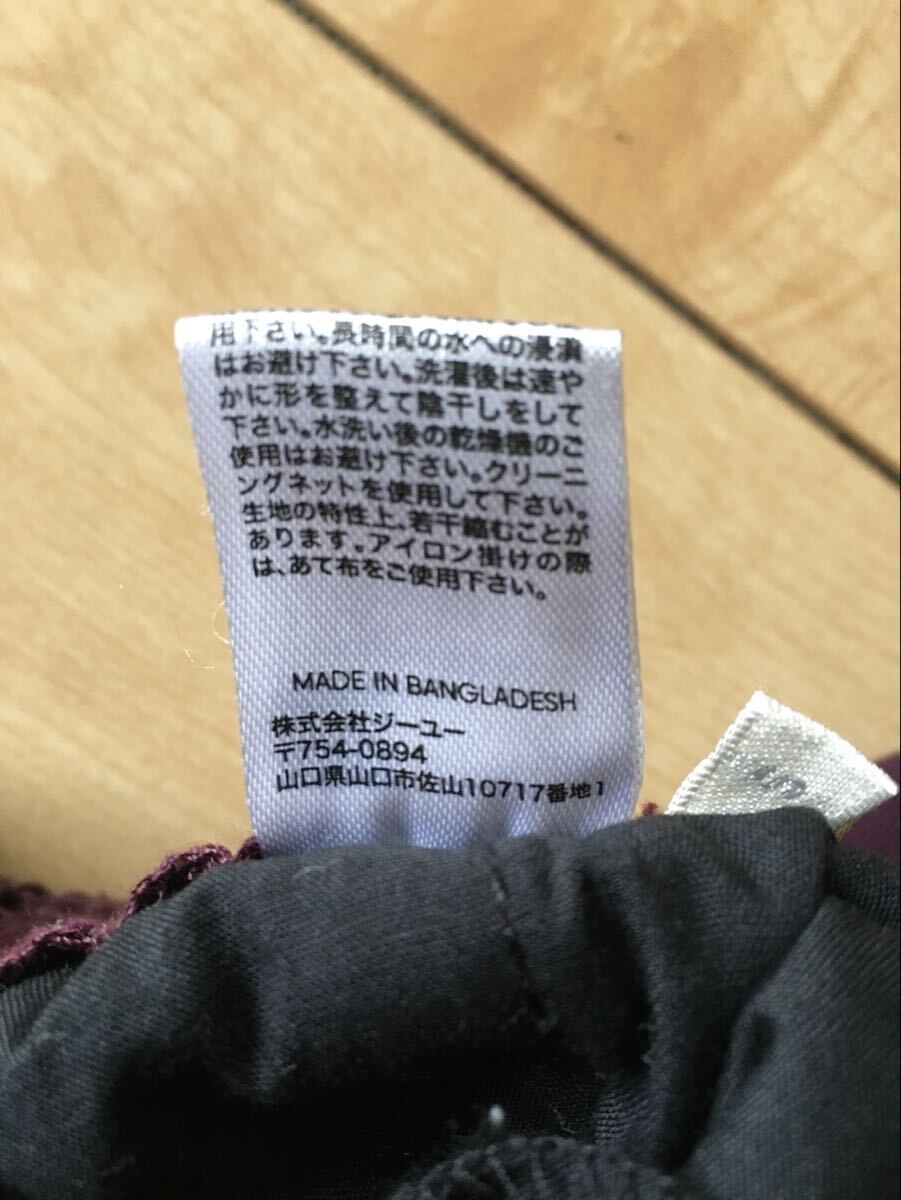 用下さい。長時間の水への浸漬
はお避け下さい。洗濯後は速や
かに形を整えて陰干しをして
下さい。水洗い後の乾燥機のご
使用はお避け下さい。クリーニ
ングネットを使用して下さい。
生地の特性上、若干縮むことが
あります。アイロン掛けの際
は、あて布をご使用下さい。
MADE IN BANGLADESH
株式会社ジーユー
〒754-0894
山口県山口市佐山10717番地1